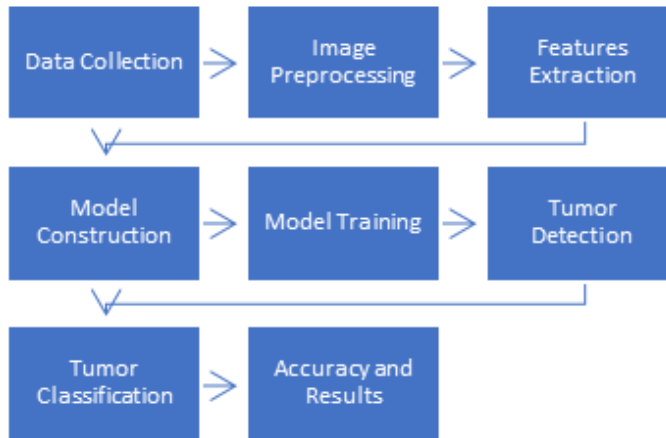 Data Collection
Image
Preprocessing
Features
Extraction
Model
Construction
Model Training
Tumor
Detection
Tumor
Classification
Accuracy and
Results